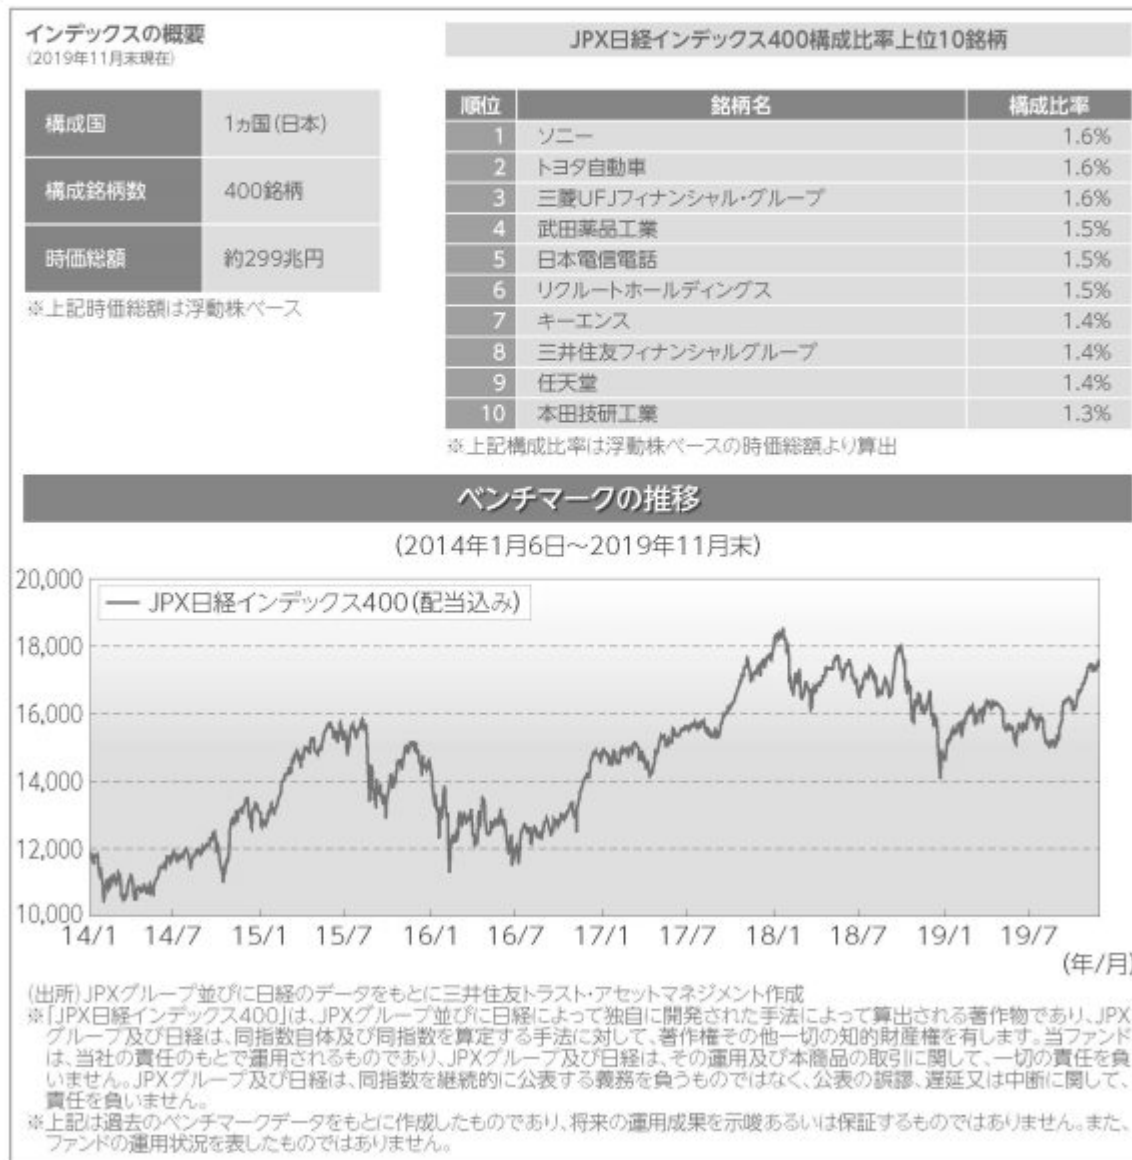 インデックスの概要
(2019年11月末現在)
構成国 1ヵ国(日本)
構成銘柄数 400銘柄
時価総額 約299兆円
※上記時価総額は浮動株ベース
JPX日経インデックス400構成比率上位10銘柄
順位 銘柄名 構成比率
1 ソニー 1.6%
2 トヨタ自動車 1.6%
3 三菱UFJフィナンシャル・グループ 1.6%
4 武田薬品工業 1.5%
5 日本電信電話 1.5%
6 リクルートホールディングス 1.5%
7 キーエンス 1.4%
8 三井住友フィナンシャルグループ 1.4%
9 任天堂 1.4%
10 本田技研工業 1.3%
※上記構成比率は浮動株ベースの時価総額より算出
ベンチマークの推移
(2014年1月6日～2019年11月末)
JPX日経インデックス400(配当込み)
20,000
18,000
16,000
14,000
12,000
10,000
14/1 14/7 15/1 15/7 16/1 16/7 17/1 17/7 18/1 18/7 19/1 19/7
(年/月)
(出所)JPXグループ並びに日経のデータをもとに三井住友トラスト・アセットマネジメント作成
※「JPX日経インデックス400」は、JPXグループ並びに日経によって独自に開発された手法によって算出される著作物であり、JPX
グループ及び日経は、同指数自体及び同指数を算定する手法に対して、著作権その他一切の知的財産権を有します。当ファンド
は、当社の責任のもとで運用されるものであり、JPXグループ及び日経は、その運用及び本商品の取引に関して、一切の責任を負
いません。JPXグループ及び日経は、同指数を継続的に公表する義務を負うものではなく、公表の誤謬、遅延又は中断に関して、
責任を負いません。
※上記は過去のベンチマークデータをもとに作成したものであり、将来の運用成果を示唆あるいは保証するものではありません。また、
ファンドの運用状況を表したものではありません。